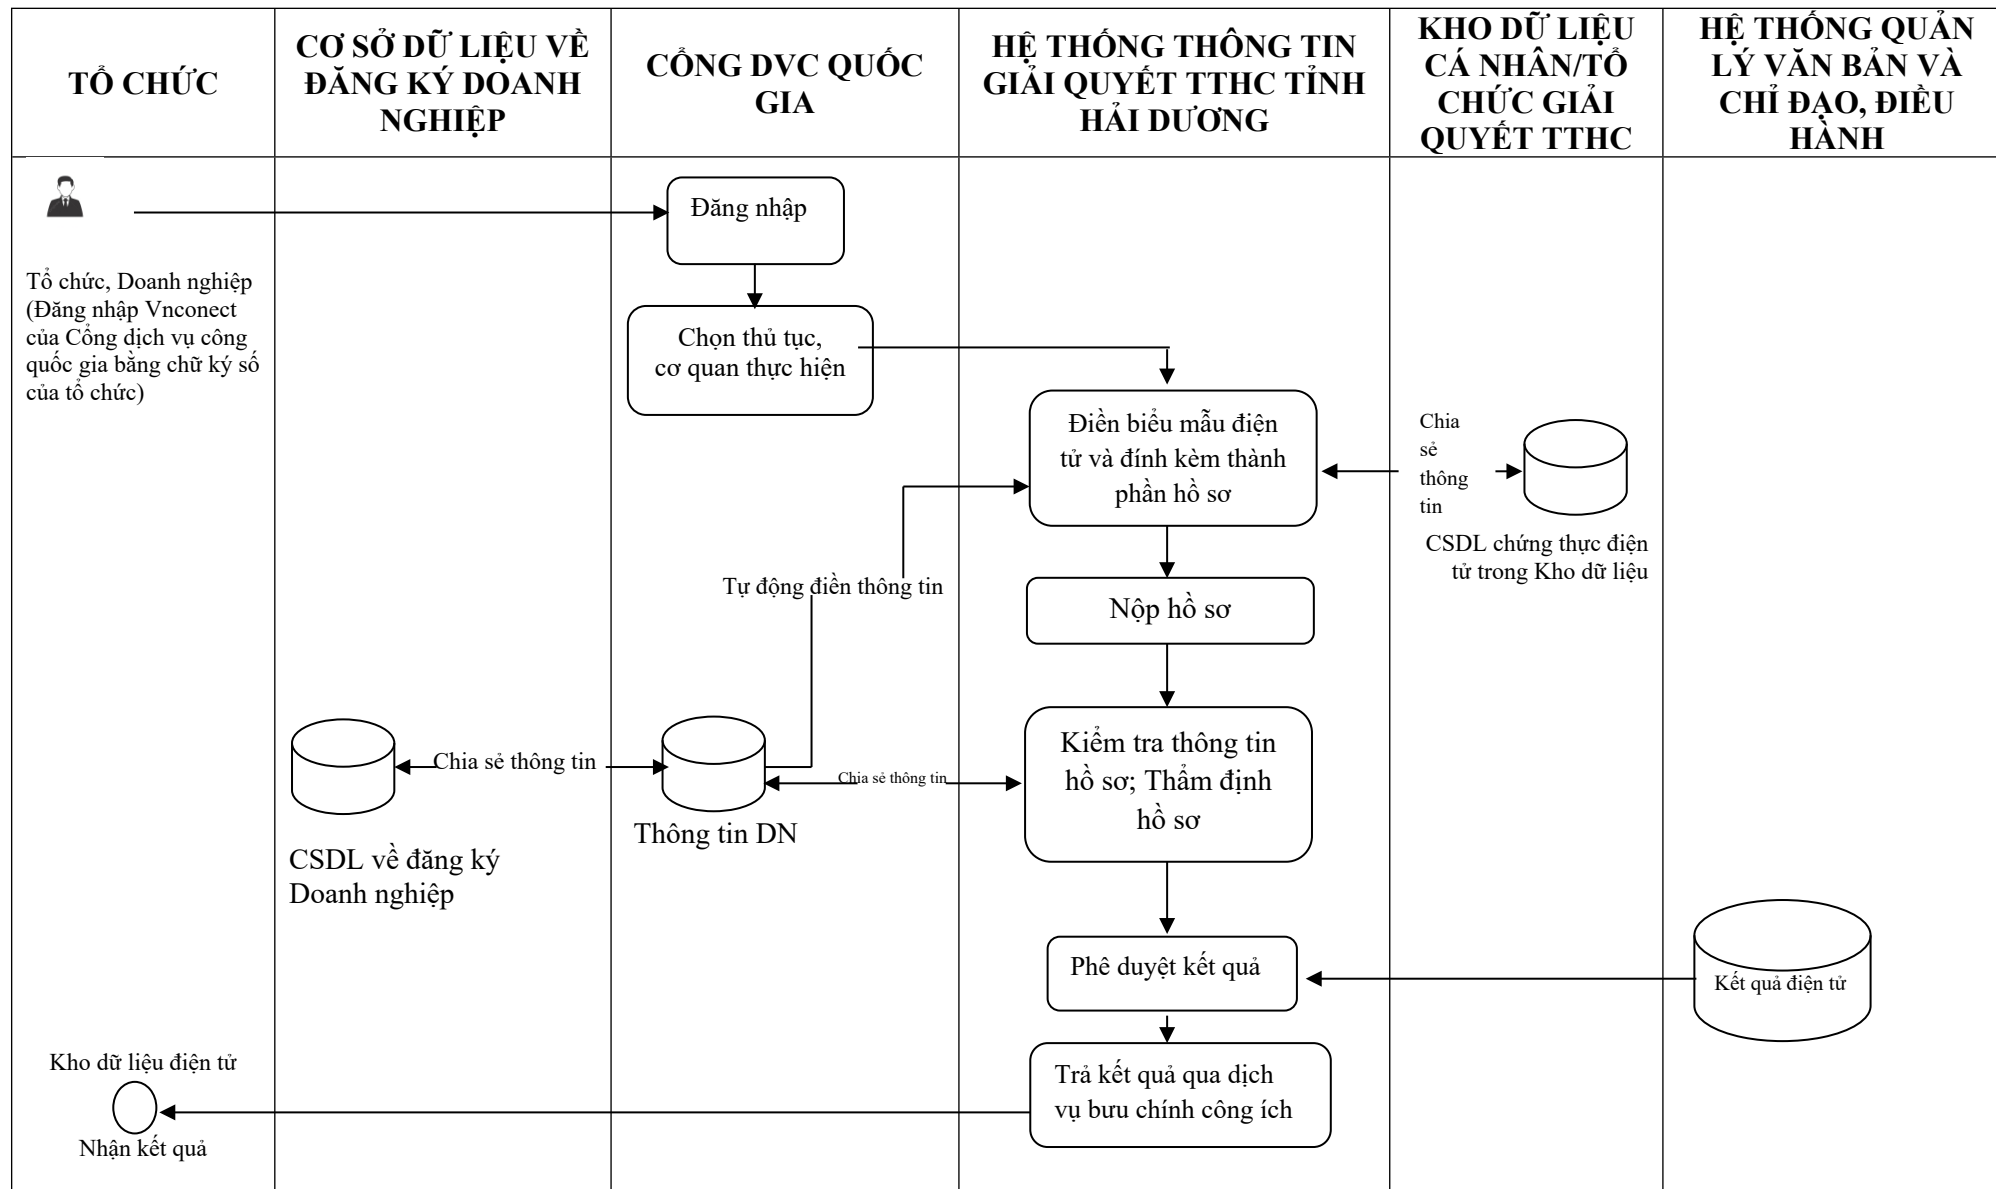 TỔ CHỨC
CƠ SỞ DỮ LIỆU VỀ
ĐĂNG KÝ DOANH
NGHIỆP
CỔNG DVC QUỐC
GIA
HỆ THỐNG THÔNG TIN
GIẢI QUYẾT TTHC TỈNH
HẢI DƯƠNG
KHO DỮ LIỆU
CÁ NHÂN/TỔ
CHỨC GIẢI
QUYẾT TTHC
HỆ THỐNG QUẢN
LÝ VĂN BẢN VÀ
CHỈ ĐẠO, ĐIỀU
HÀNH
Đăng nhập
Tổ chức, Doanh nghiệp
(Đăng nhập Vnconect
của Cổng dịch vụ công
quốc gia bằng chữ ký số
của tổ chức)
Chọn thủ tục,
cơ quan thực hiện
Điền biểu mẫu điện
tử và đính kèm thành
phần hồ sơ
Chia
sẻ
thông
tin
CSDL chứng thực điện
tử trong Kho dữ liệu
Tự động điền thông tin
Nộp hồ sơ
Chia sẻ thông tin
Chia sẻ thông tin
Kiểm tra thông tin
hồ sơ; Thẩm định
hồ sơ
Thông tin DN
CSDL về đăng ký
Doanh nghiệp
Phê duyệt kết quả
Kết quả điện tử
Kho dữ liệu điện tử
Trả kết quả qua dịch
vụ bưu chính công ích
Nhận kết quả